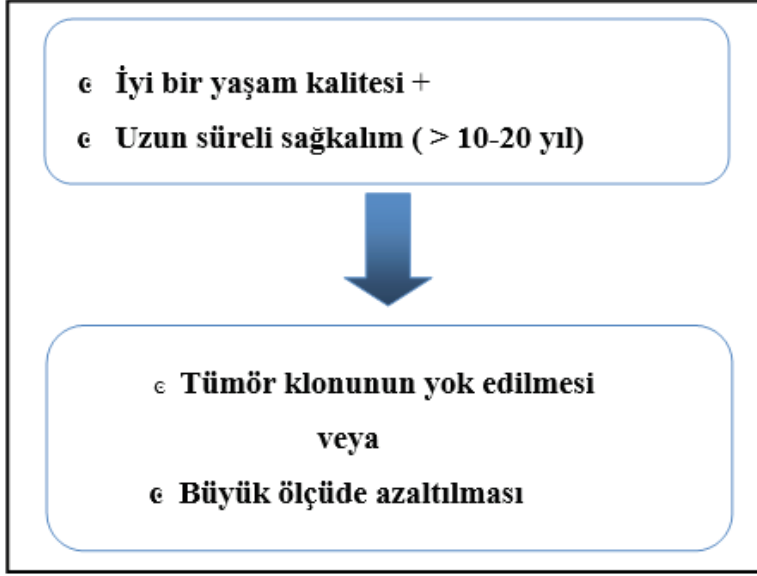 ɞ İyi bir yaşam kalitesi +
ɞ Uzun süreli sağkalım ( > 10-20 yıl)
ɞ Tümör klonunun yok edilmesi
veya
ɞ Büyük ölçüde azaltılması